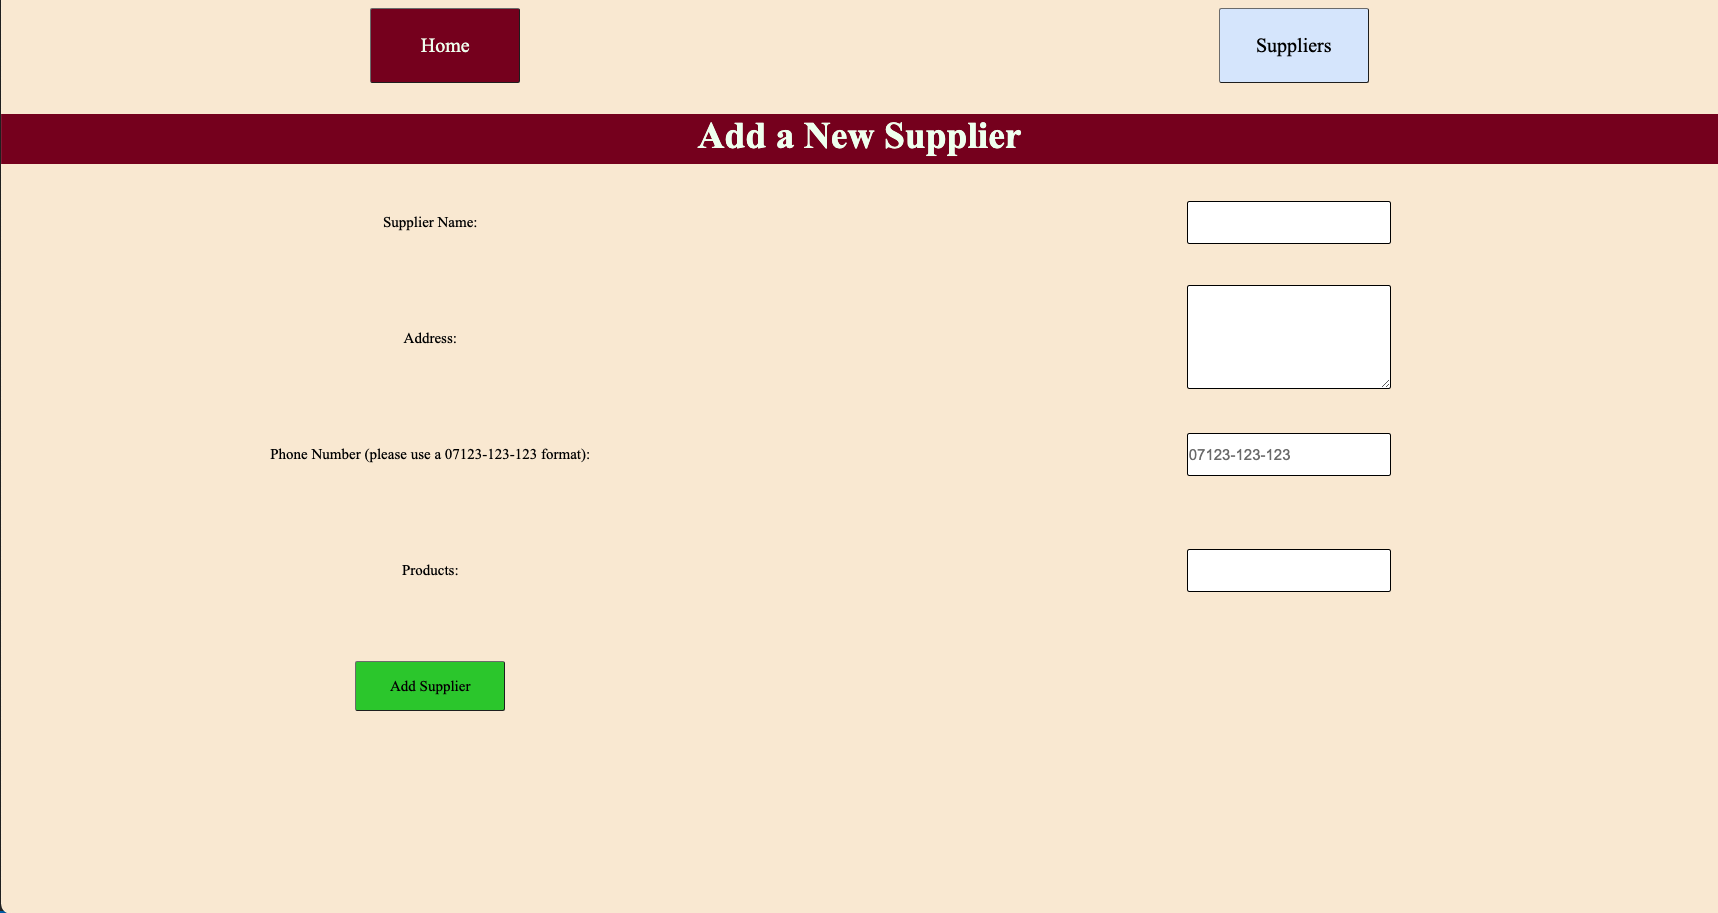 Home
Suppliers
Add a New Supplier
Supplier Name:
Address:
Phone Number (please use a 07123-123-123 format):
07123-123-123
Products:
Add Supplier